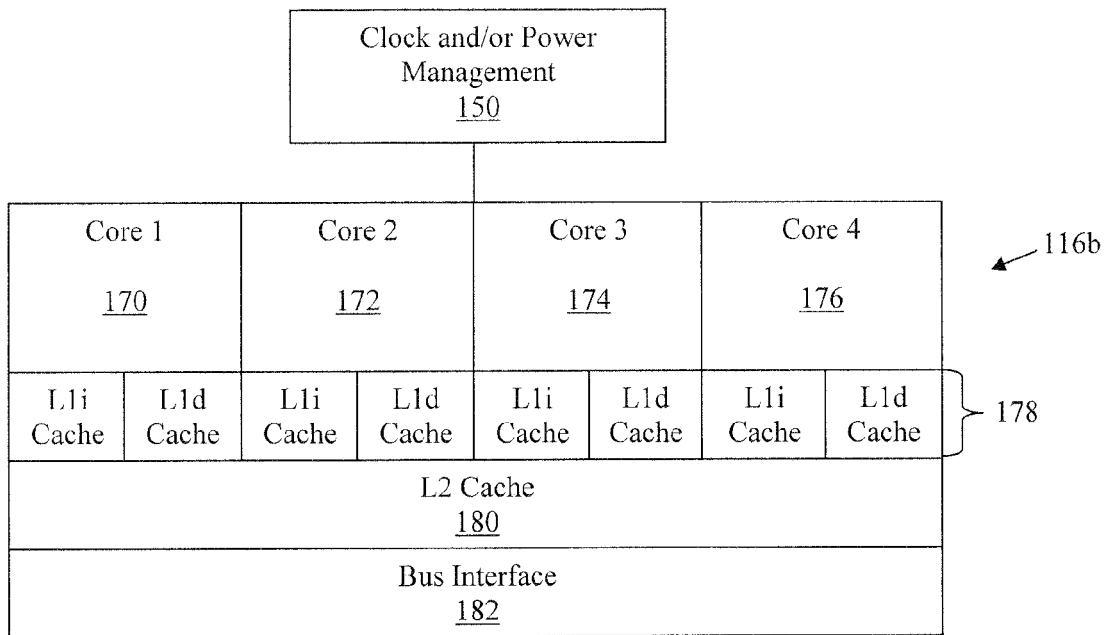 Clock and/or Power
Management
150
Core 1
Core 2
Core 3
Core 4
116b
170
172
174
176
L1i
Cache
L1d
Cache
L1i
Cache
L1d
Cache
L1i
Cache
L1d
Cache
L1i
Cache
L1d
Cache
178
L2 Cache
180
Bus Interface
182